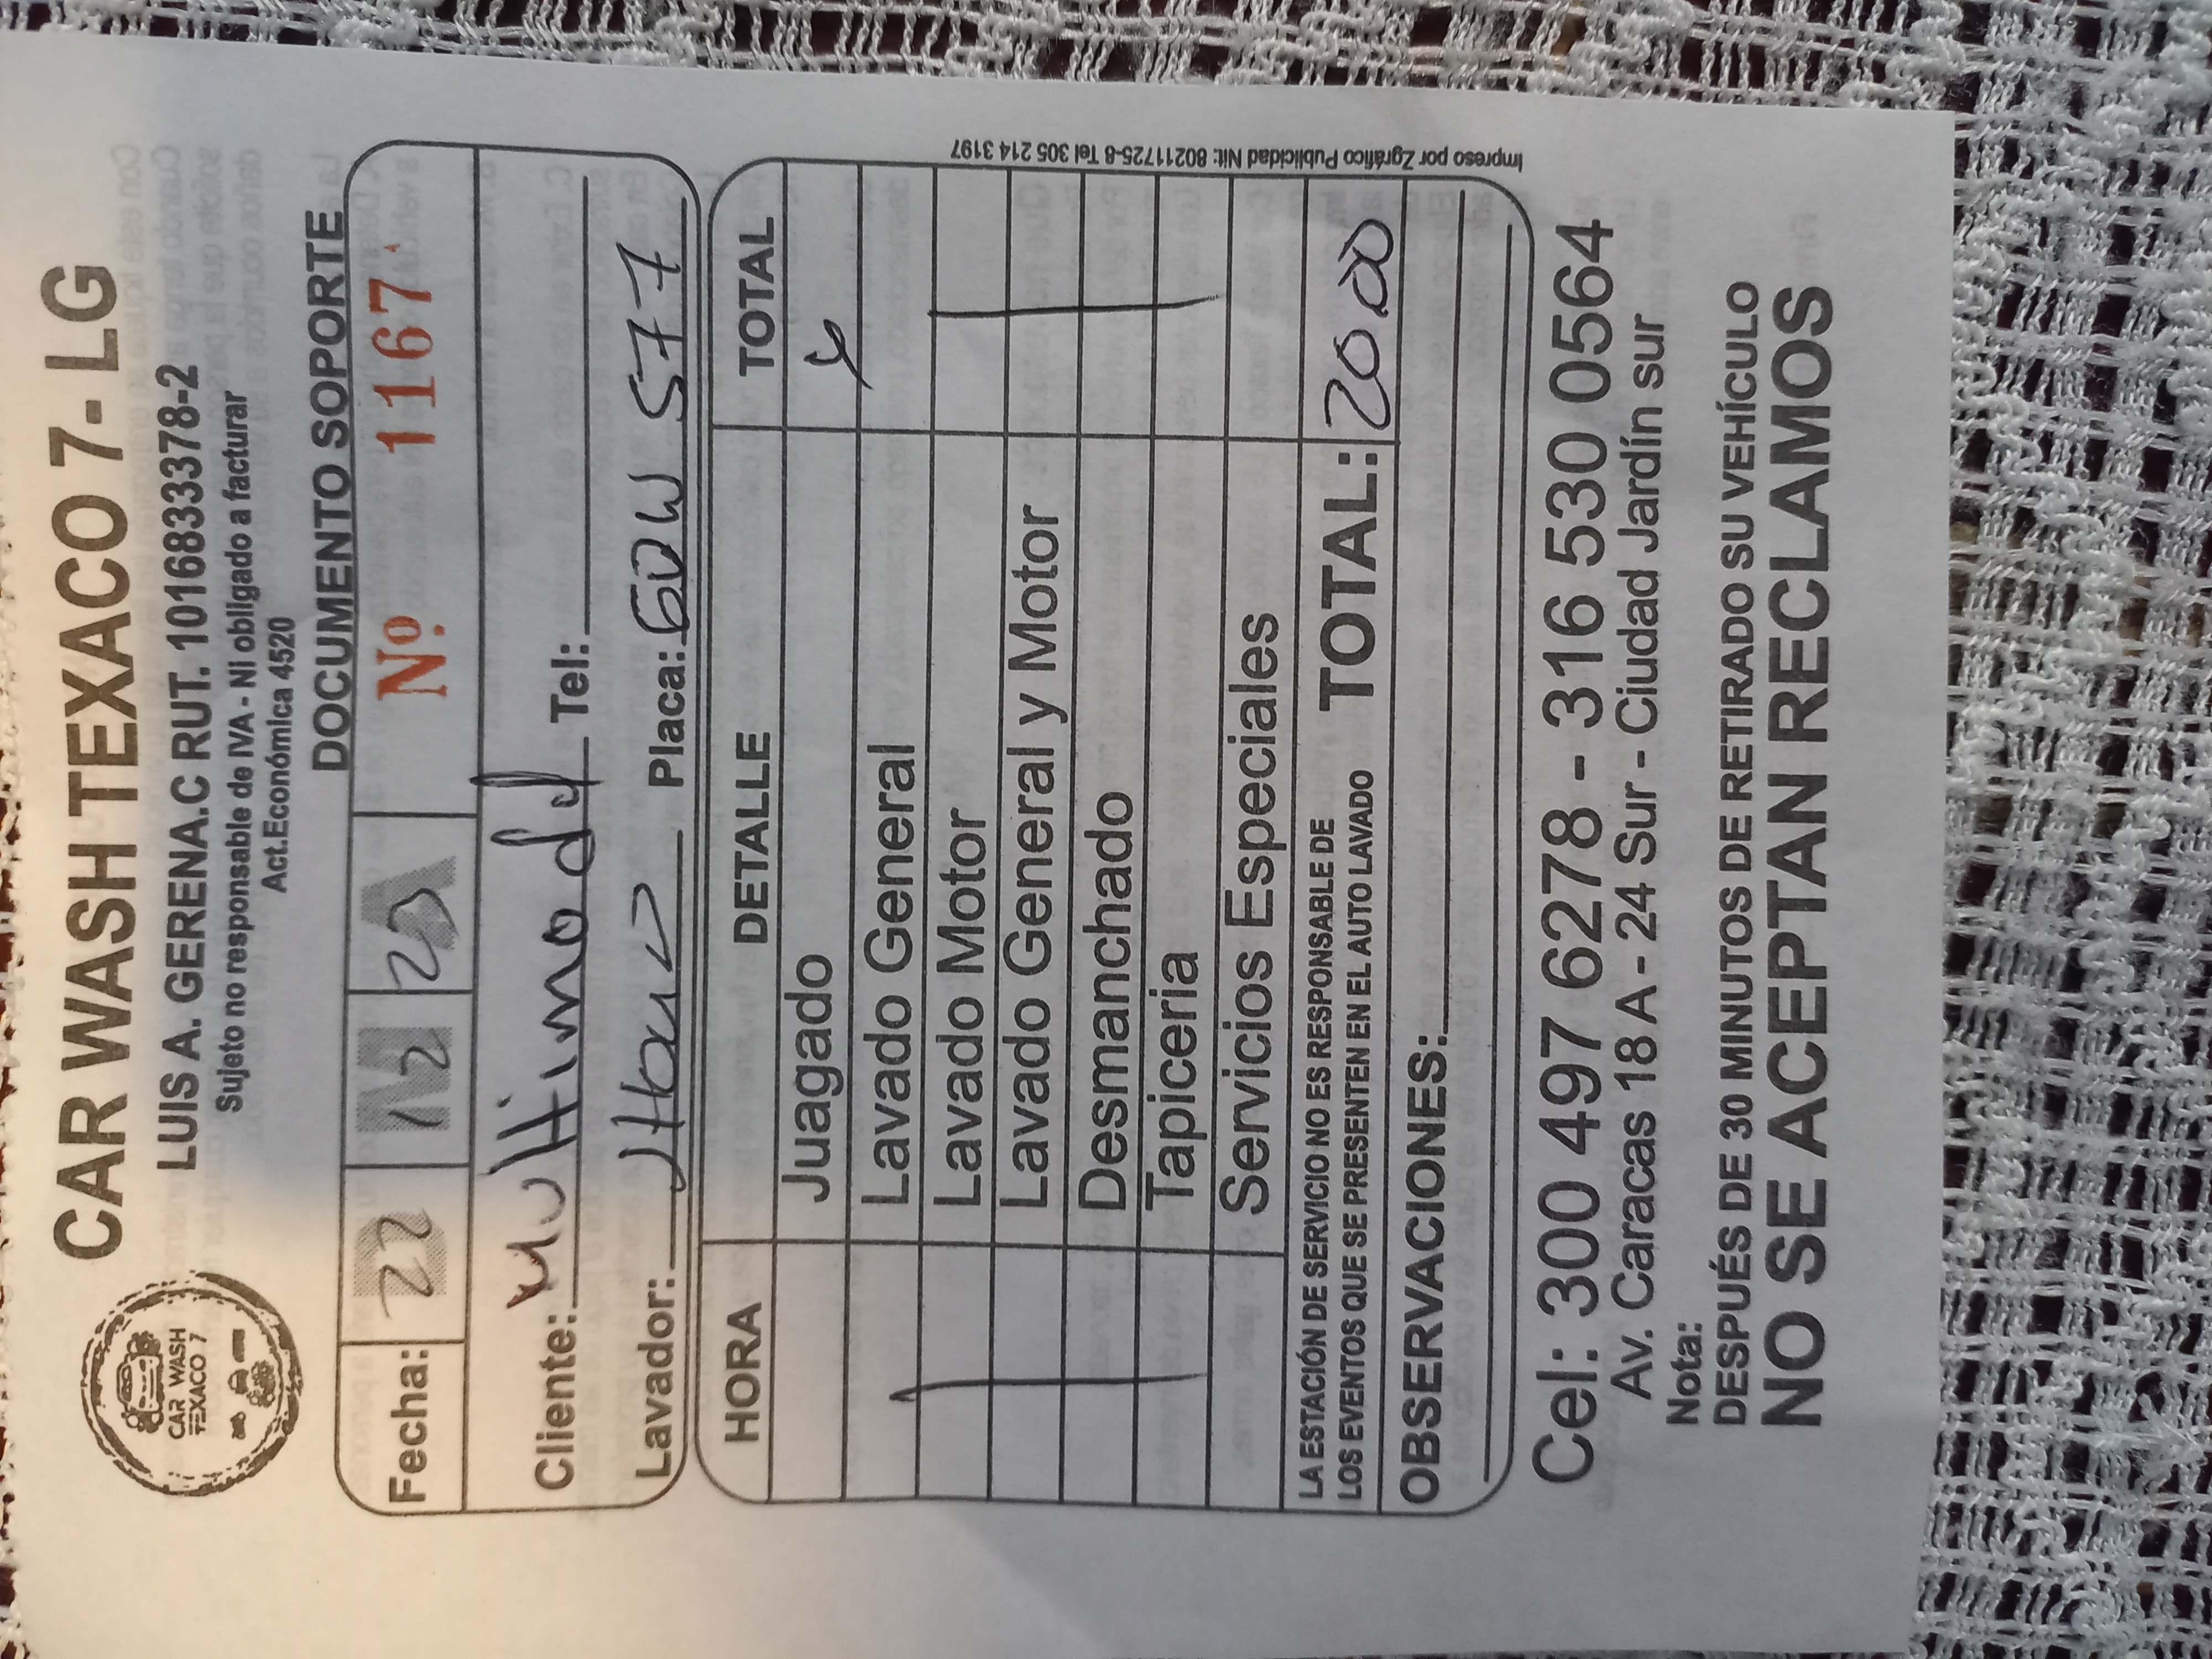 CAR WASH TEXACO 7- LG
CAR WASH
TEXACO 7
LUIS A. GERENA.C RUT. 1016833378-2
Sujeto no responsable de IVA - NI obligado a facturar
Act.Económica 4520
DOCUMENTO SOPORTE
Fecha: 22 12 23 Nº 1167
Cliente: Multimodal Tel:
Lavador: Placa: GDW 577
HORA DETALLE TOTAL
Juagado x
Lavado General
Lavado Motor
Lavado General y Motor
Desmanchado
Tapiceria
Servicios Especiales
LA ESTACIÓN DE SERVICIO NO ES RESPONSABLE DE
LOS EVENTOS QUE SE PRESENTEN EN EL AUTO LAVADO
TOTAL: 20.00
OBSERVACIONES:
Impreso por Zgráfico Publicidad Nit: 80211725-8 Tel 305 214 3197
Cel: 300 497 6278 - 316 530 0564
Av. Caracas 18 A - 24 Sur - Ciudad Jardín sur
Nota:
DESPUÉS DE 30 MINUTOS DE RETIRADO SU VEHÍCULO
NO SE ACEPTAN RECLAMOS